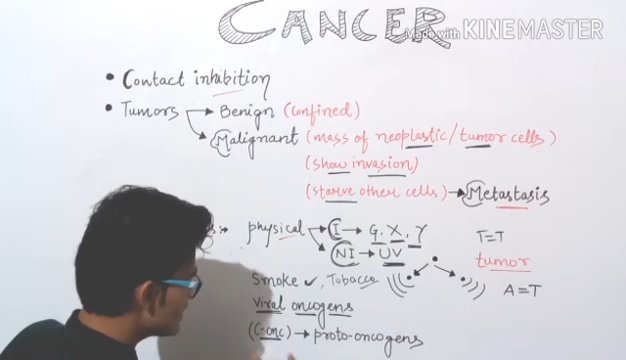 CANCER
Made with KINEMASTER
• Contact inhibition
• Tumors → Benign (confined)
→ Malignant (mass of neoplastic/tumor cells)
(show invasion)
(starve other cells) → Metastasis
physical → I → G, X, γ
→ NI → UV
T=T
tumor
A=T
Smoke ✓, Tobacco
Viral oncogens
(C-onc) → proto-oncogens